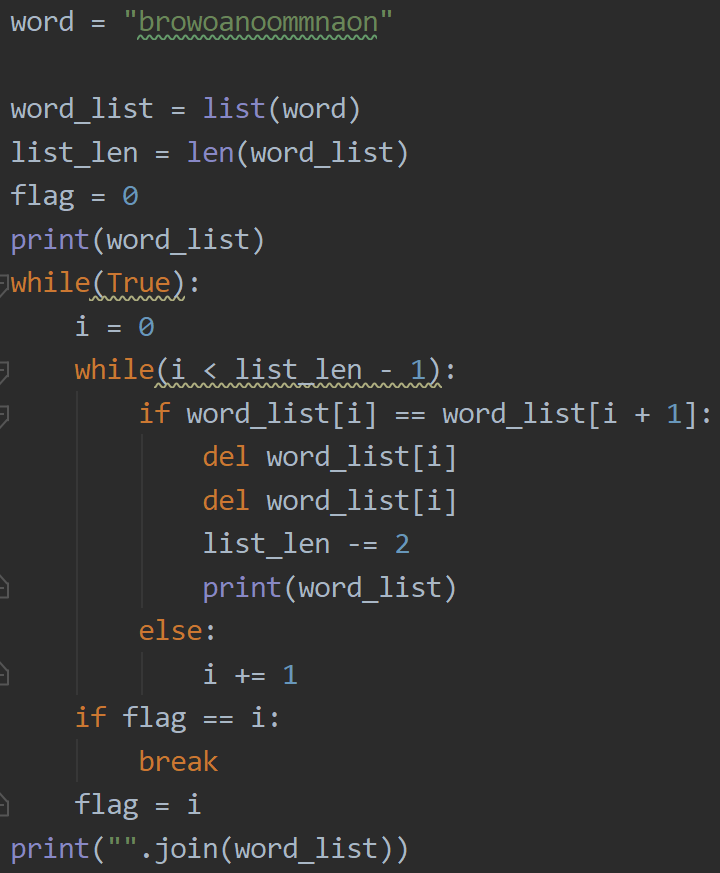 word = "browoanoommnaon"

word_list = list(word)
list_len = len(word_list)
flag = 0
print(word_list)
while(True):
    i = 0
    while(i < list_len - 1):
        if word_list[i] == word_list[i + 1]:
            del word_list[i]
            del word_list[i]
            list_len -= 2
            print(word_list)
        else:
            i += 1
    if flag == i:
        break
    flag = i
print("".join(word_list))